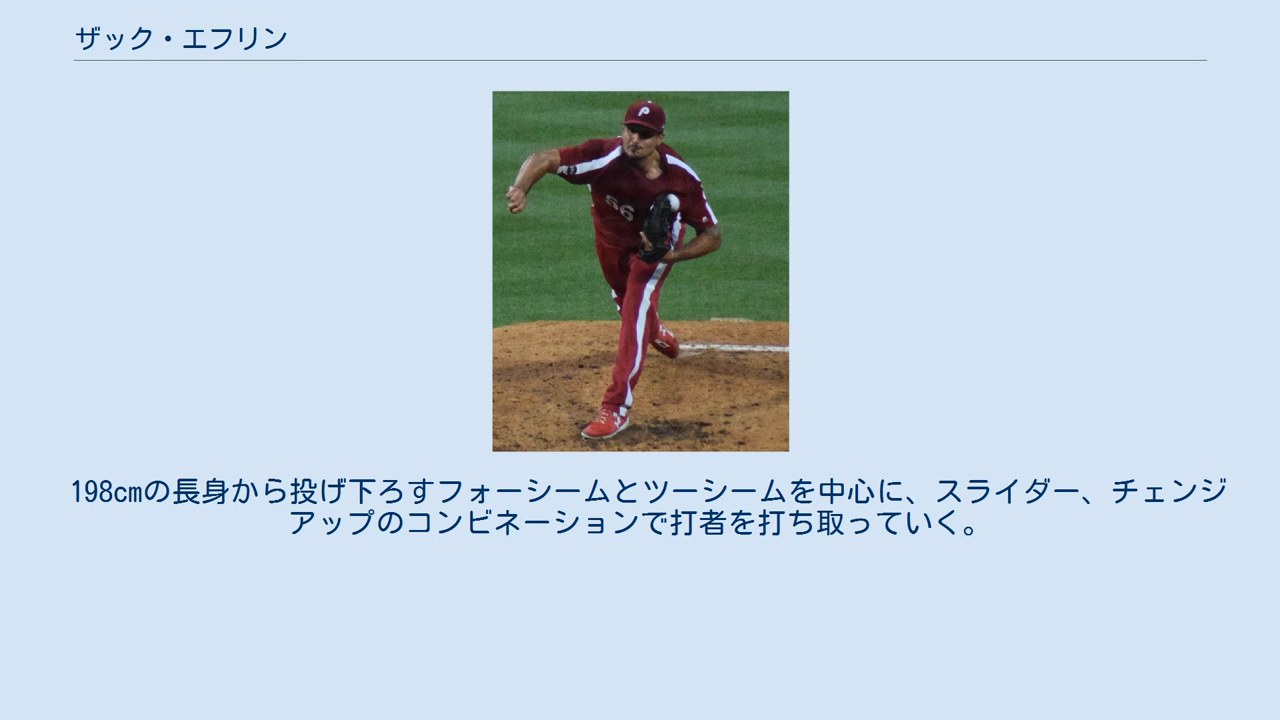 ザック・エフリン
P
56
198cmの長身から投げ下ろすフォーシームとツーシームを中心に、スライダー、チェンジ
アップのコンビネーションで打者を打ち取っていく。